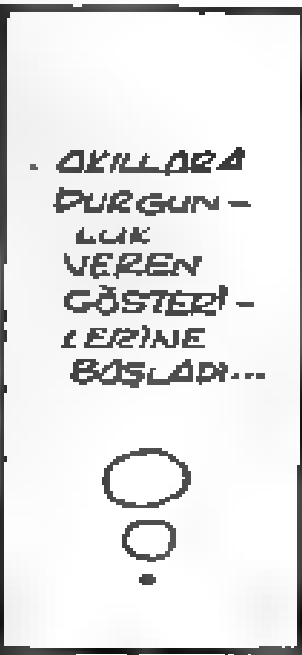 . AKILLARA
DURGUN-
LUK
VEREN
GÖSTERİ-
LERİNE
BAŞLADI...